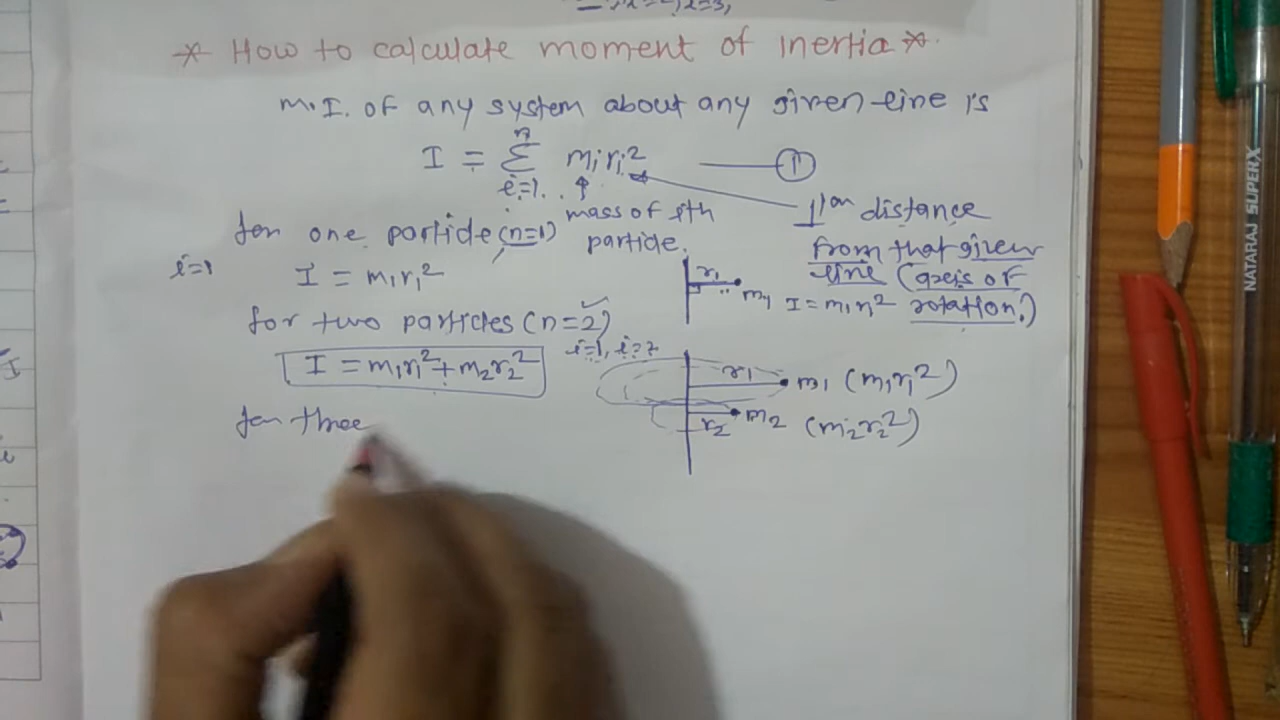 * How to calculate moment of inertia *
M.I. of any system about any given line is
I = Σ mᵢrᵢ² — ①
n
i=1
mass of ith particle.
⊥ar distance
from that given
line (axis of
rotation.)
for one particle (n=1)
i=1
I = m₁r₁²
r₁
m₁ I = m₁r₁²
for two particles (n=2)
i=1, i=2
I = m₁r₁² + m₂r₂²
r₁ m₁ (m₁r₁²)
r₂ m₂ (m₂r₂²)
for three
NATARAJ SUPERX